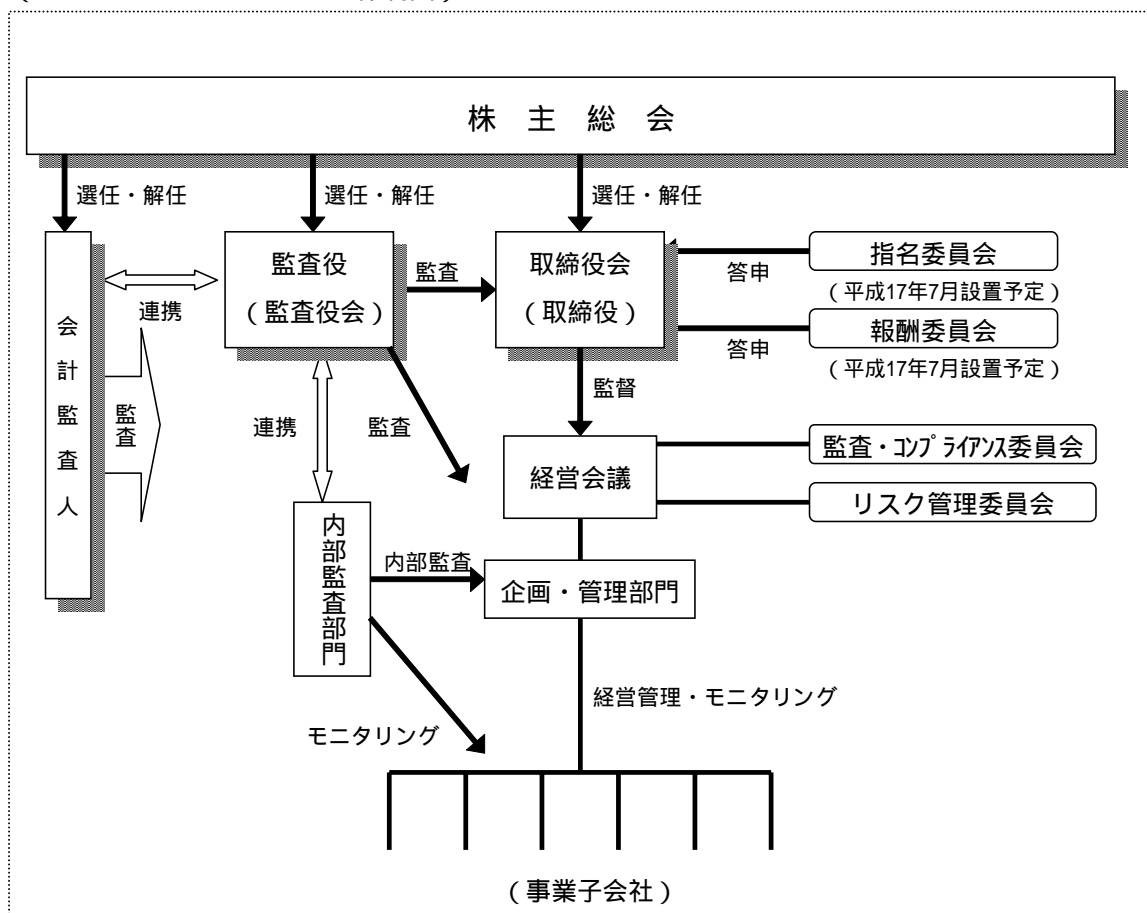 株 主 総 会
選任・解任
選任・解任
選任・解任
会計監査人
連携
監査
監査役
(監査役会)
監査
取締役会
(取締役)
答申
指名委員会
(平成17年7月設置予定)
答申
報酬委員会
(平成17年7月設置予定)
連携
監査
監督
経営会議
監査・コンプライアンス委員会
リスク管理委員会
内部監査部門
内部監査
企画・管理部門
モニタリング
経営管理・モニタリング
(事業子会社)